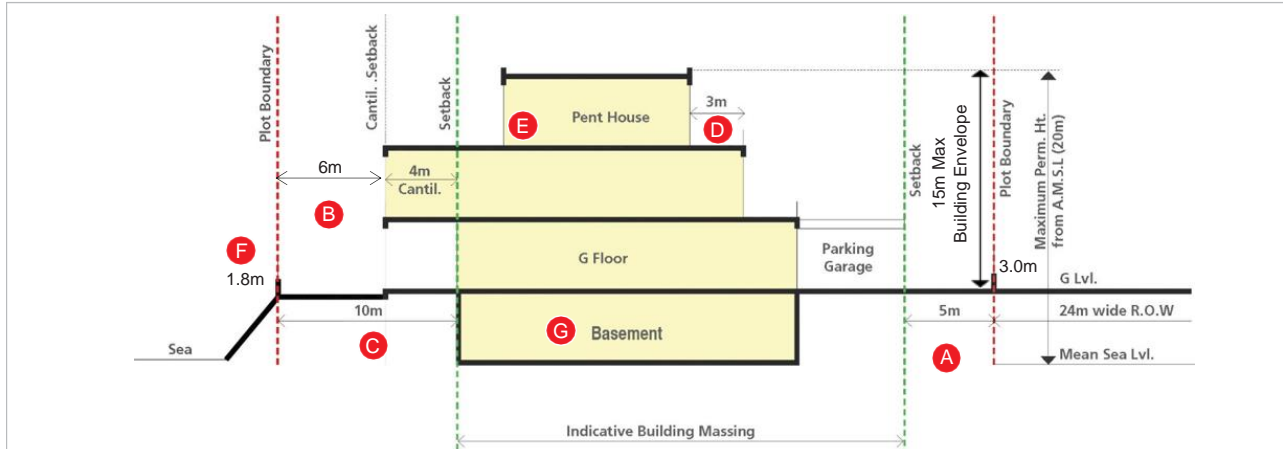 Plot Boundary
Cantil. .Setback
Setback
Setback
Plot Boundary
15m Max
Building Envelope
Maximum Perm. Ht.
from A.M.S.L (20m)
Pent House
E
3m
D
6m
4m
Cantil.
B
F
1.8m
G Floor
Parking
Garage
3.0m
G Lvl.
10m
5m
24m wide R.O.W
C
G
Basement
A
Sea
Mean Sea Lvl.
Indicative Building Massing